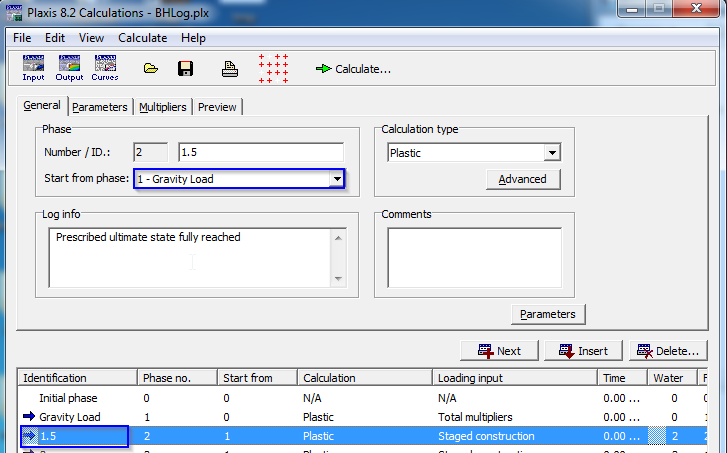 Plaxis 8.2 Calculations - BHLog.plx
File Edit View Calculate Help
Input Output Curves Calculate...
General Parameters Multipliers Preview
Phase
Number / ID.: 2 1.5
Start from phase: 1 - Gravity Load
Calculation type
Plastic
Advanced
Log info
Prescribed ultimate state fully reached
Comments
Parameters
Next Insert Delete...
Identification Phase no. Start from Calculation Loading input Time Water F
Initial phase 0 0 N/A N/A 0.00 ... 0
Gravity Load 1 0 Plastic Total multipliers 0.00 ... 0 1
1.5 2 1 Plastic Staged construction 0.00 ... 2 2